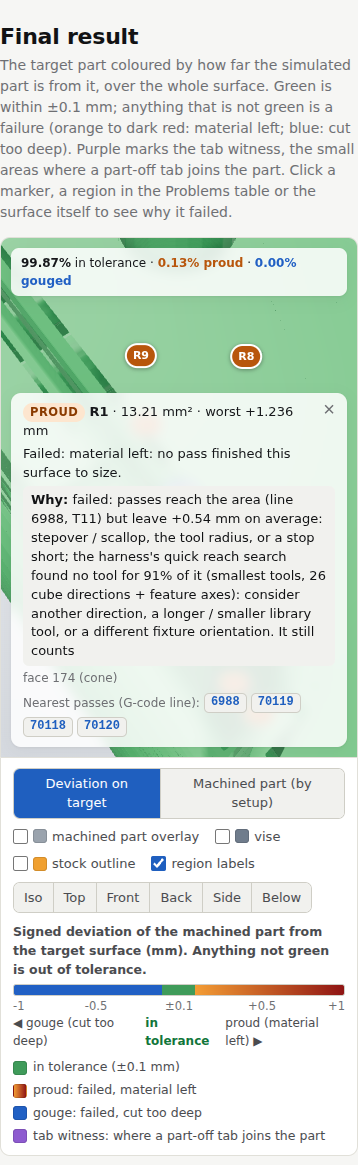 Final result
The target part coloured by how far the simulated
part is from it, over the whole surface. Green is
within ±0.1 mm; anything that is not green is a
failure (orange to dark red: material left; blue: cut
too deep). Purple marks the tab witness, the small
areas where a part-off tab joins the part. Click a
marker, a region in the Problems table or the
surface itself to see why it failed.
99.87% in tolerance · 0.13% proud · 0.00%
gouged
R9 R8
PROUD R1 · 13.21 mm² · worst +1.236 ×
mm
Failed: material left: no pass finished this
surface to size.
Why: failed: passes reach the area (line
6988, T11) but leave +0.54 mm on average:
stepover / scallop, the tool radius, or a stop
short; the harness's quick reach search
found no tool for 91% of it (smallest tools, 26
cube directions + feature axes): consider
another direction, a longer / smaller library
tool, or a different fixture orientation. It still
counts
face 174 (cone)
Nearest passes (G-code line): 6988 70119
70118 70120
Deviation on
target
Machined part (by
setup)
machined part overlay vise
stock outline region labels
Iso Top Front Back Side Below
Signed deviation of the machined part from
the target surface (mm). Anything not green
is out of tolerance.
-1 -0.5 ±0.1 +0.5 +1
◀ gouge (cut too
deep)
in
tolerance
proud (material
left) ▶
in tolerance (±0.1 mm)
proud: failed, material left
gouge: failed, cut too deep
tab witness: where a part-off tab joins the part